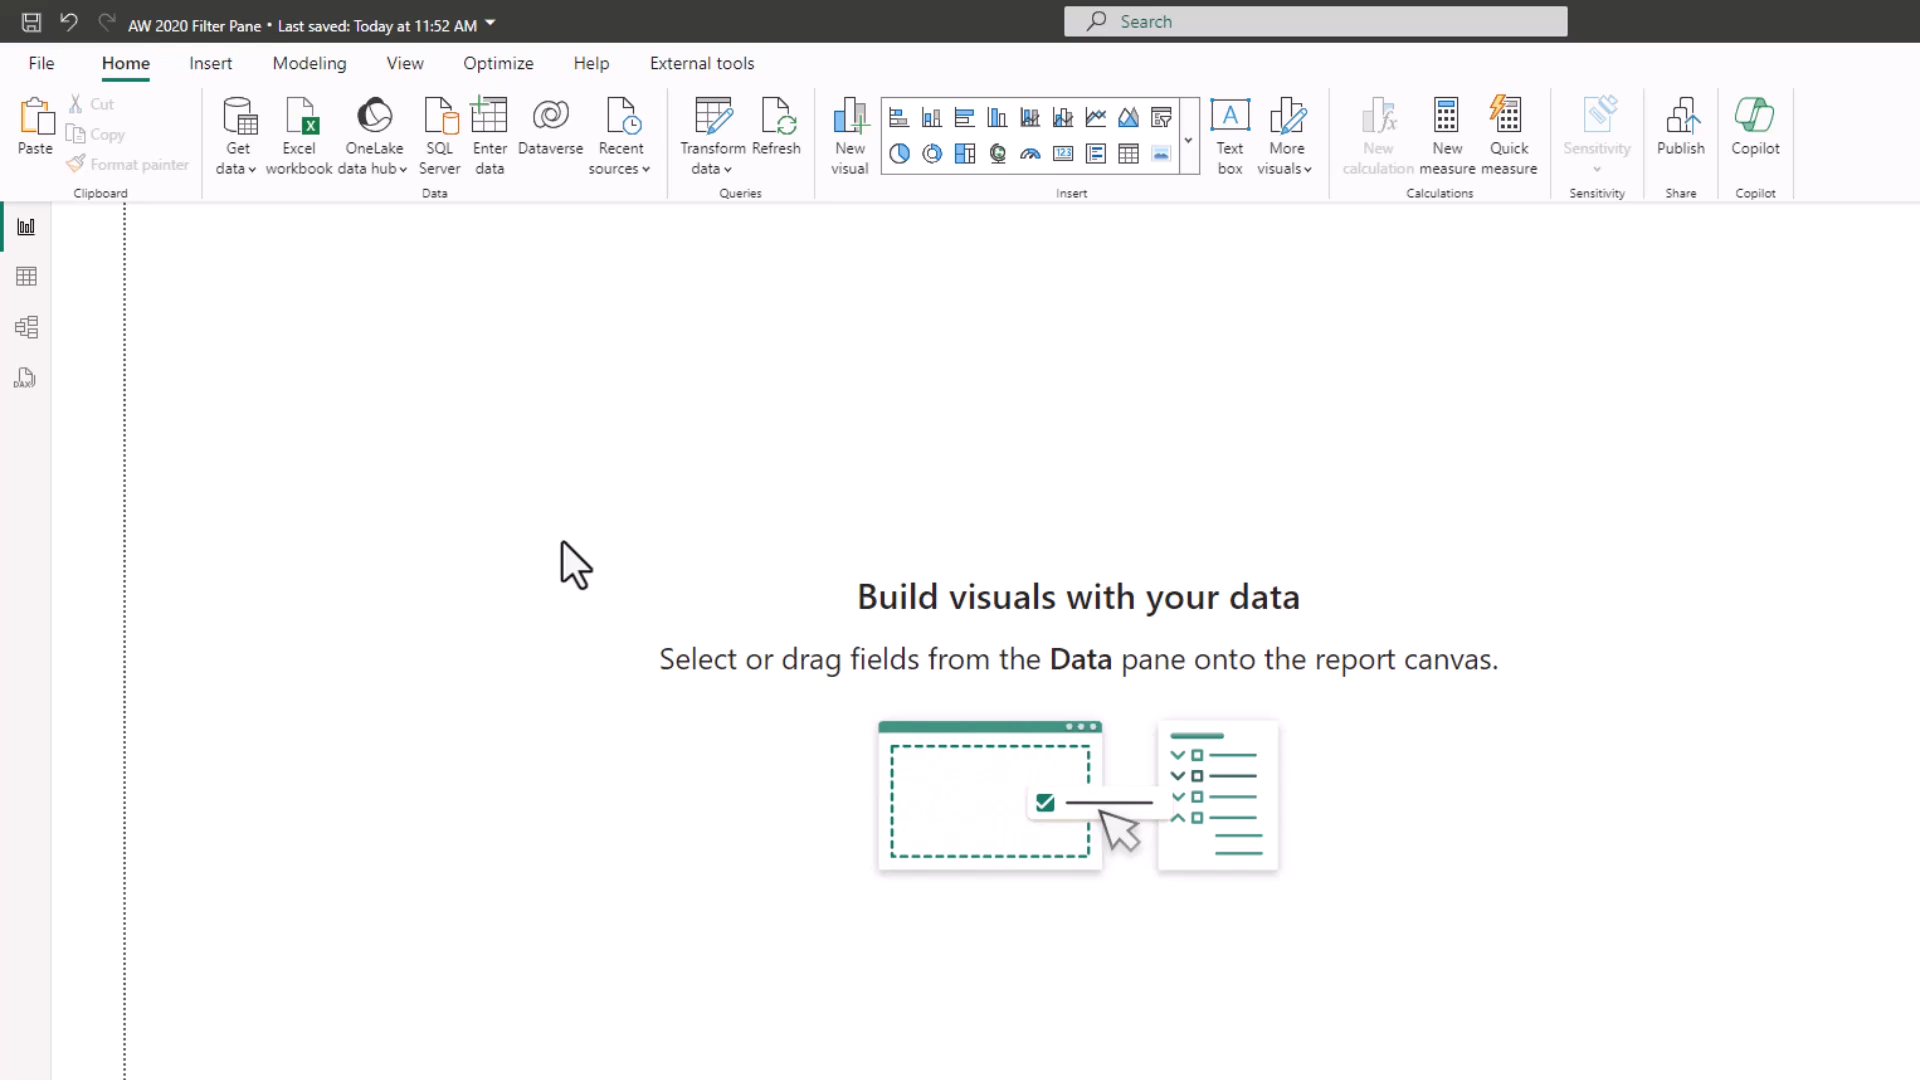 AW 2020 Filter Pane • Last saved: Today at 11:52 AM
Search
File Home Insert Modeling View Optimize Help External tools
Paste
Cut
Copy
Format painter
Clipboard
Get data
Excel workbook
OneLake data hub
SQL Server
Enter data
Dataverse
Recent sources
Data
Transform data
Refresh
Queries
New visual
123
A
Text box
More visuals
Insert
New calculation
New measure
Quick measure
Calculations
Sensitivity
Sensitivity
Publish
Share
Copilot
Copilot
DAX
Build visuals with your data
Select or drag fields from the Data pane onto the report canvas.